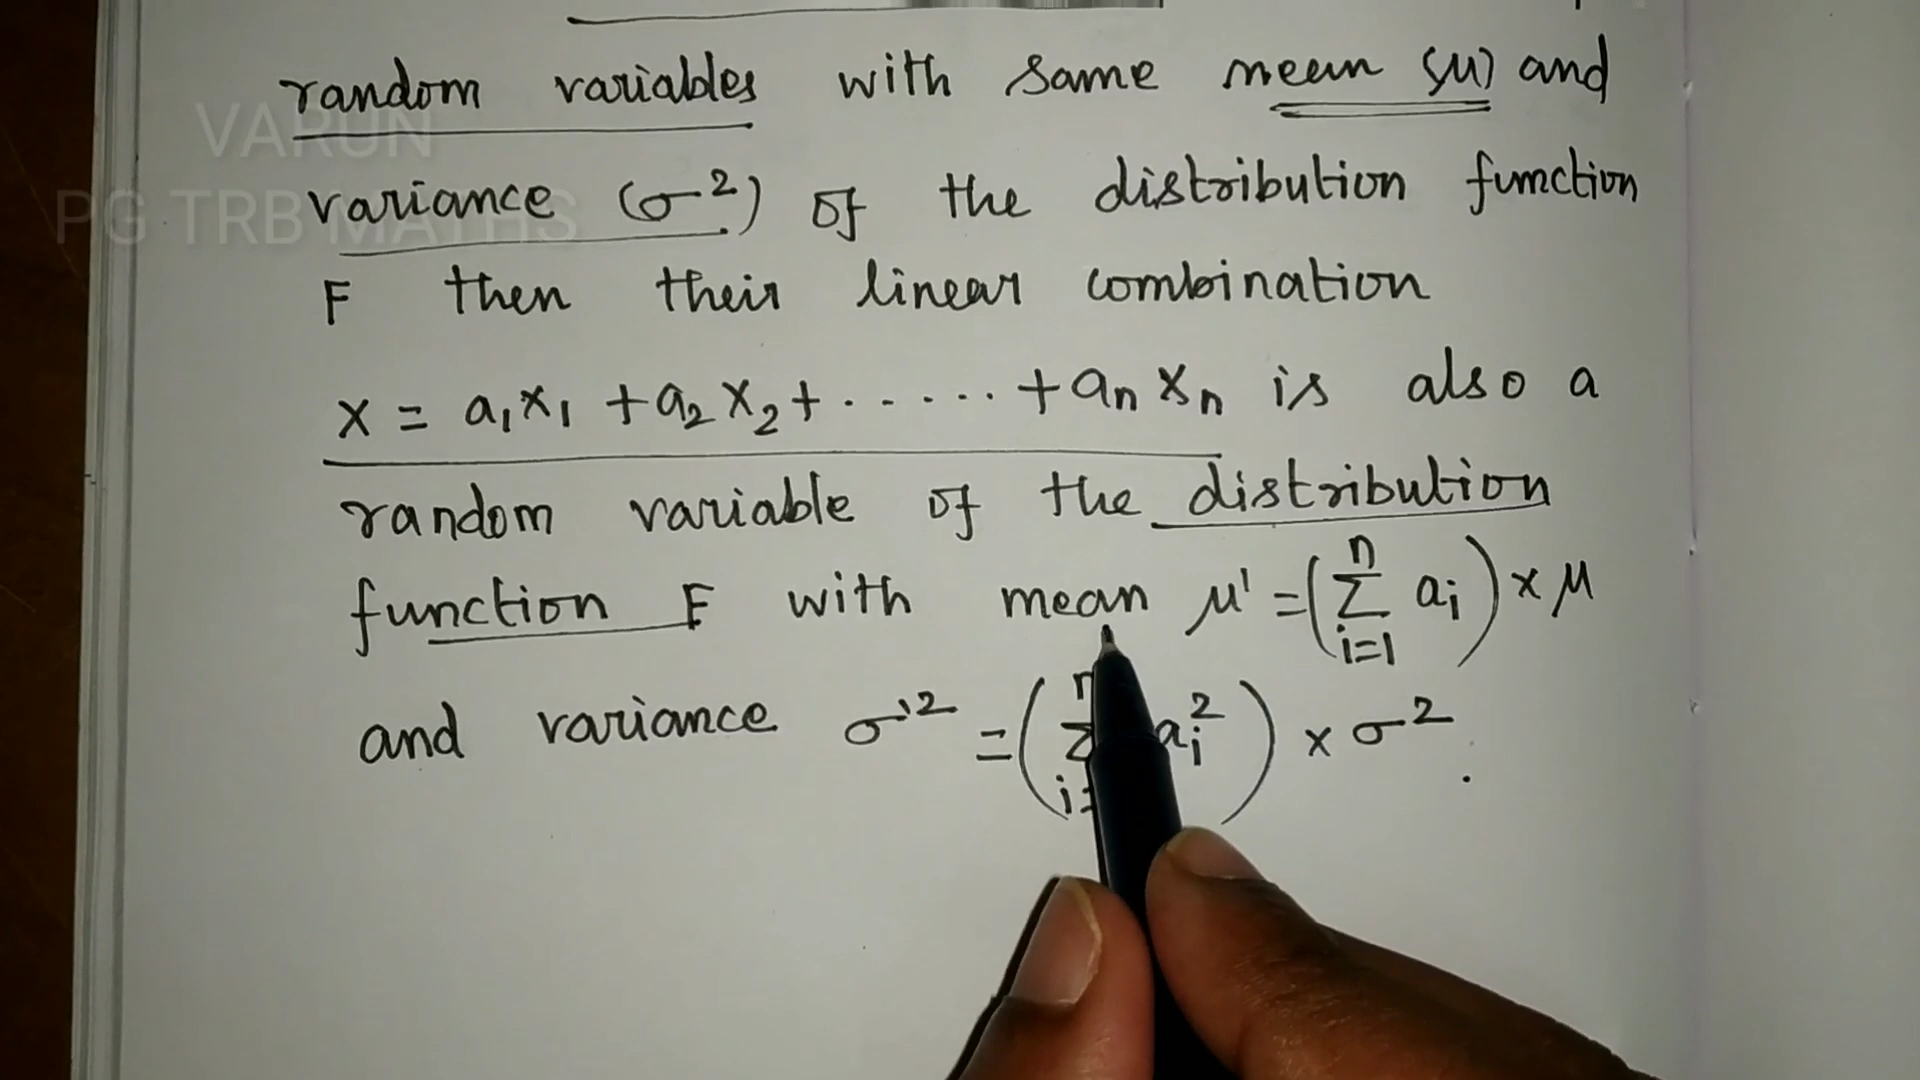 random variables with same mean (μ) and
VARUN
variance (σ²) of the distribution function
PG TRB MATHS
F then their linear combination
x = a₁x₁ + a₂x₂ + ...... + aₙxₙ is also a
random variable of the distribution
function F with mean μ' = (∑ᵢ₌₁ⁿ aᵢ) × μ
and variance σ'² = (∑ aᵢ²) × σ².